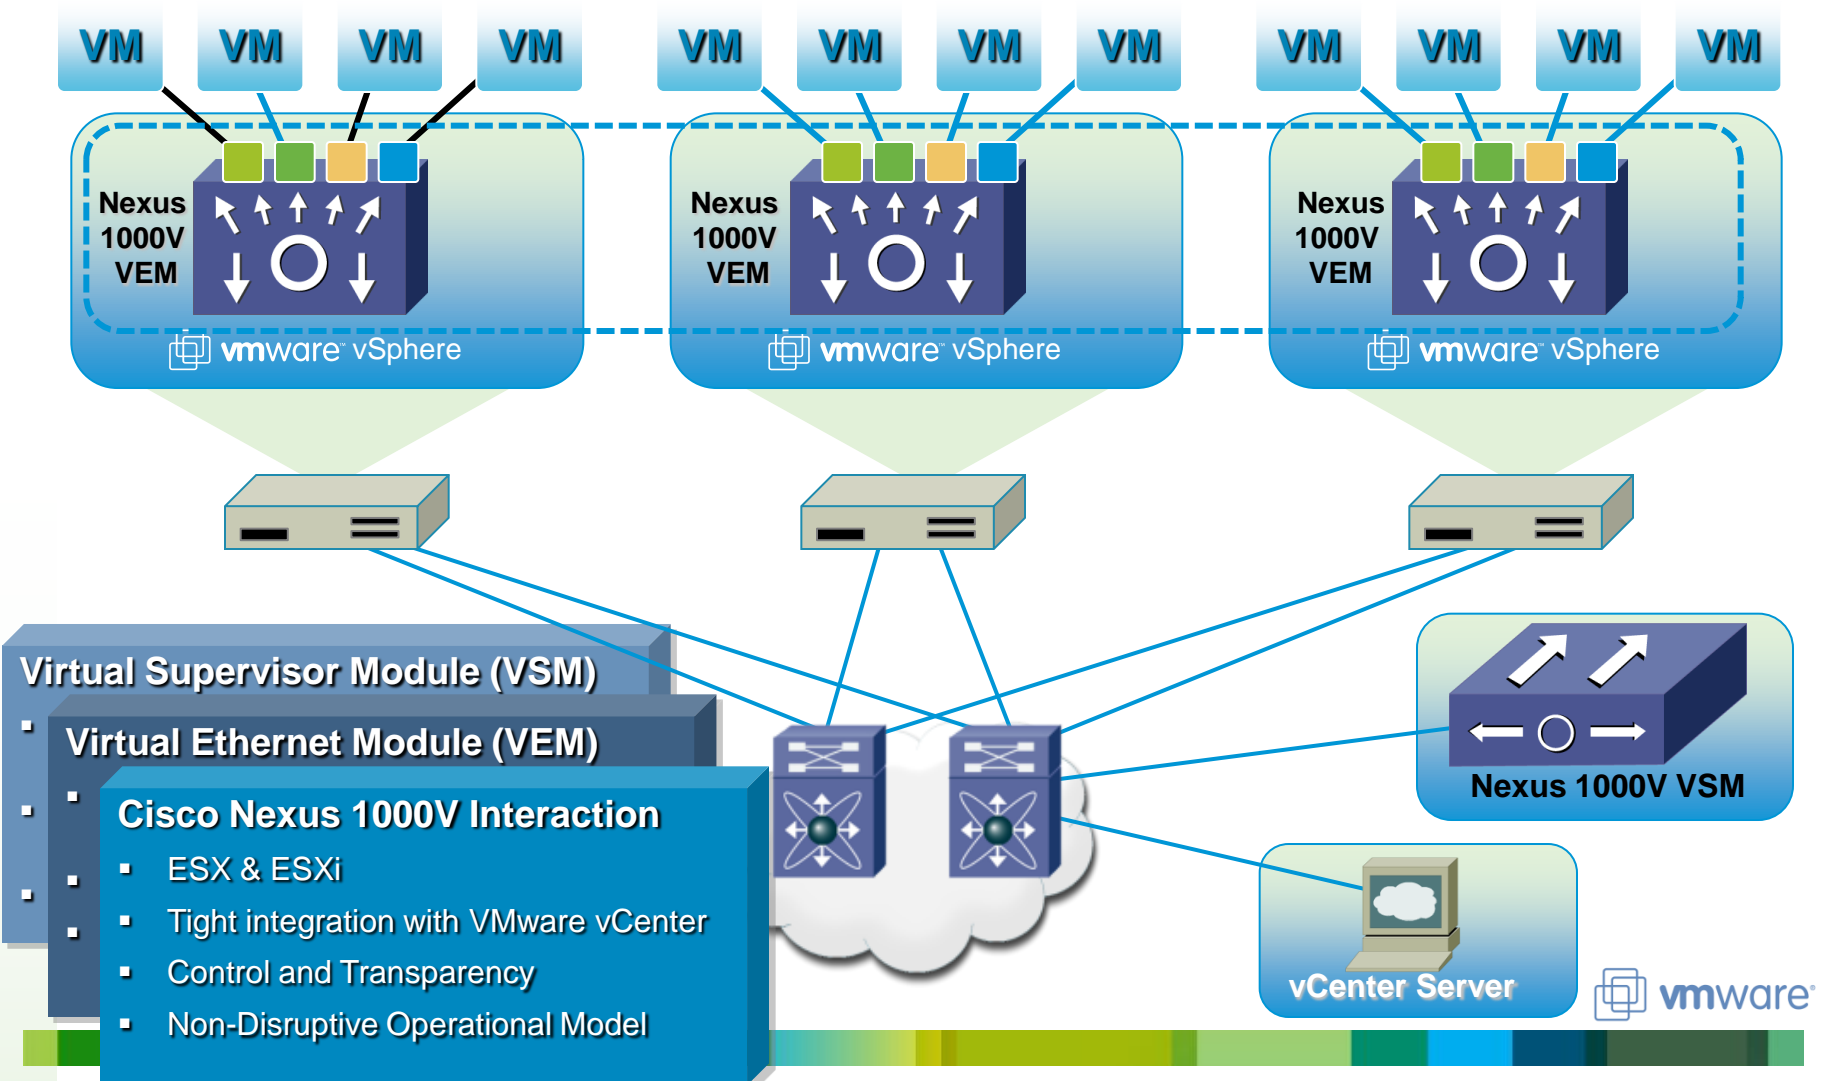 VM VM VM VM VM VM VM VM VM VM VM VM
Nexus
1000V
VEM
vmware vSphere
Nexus
1000V
VEM
vmware vSphere
Nexus
1000V
VEM
vmware vSphere
Virtual Supervisor Module (VSM)
Virtual Ethernet Module (VEM)
Cisco Nexus 1000V Interaction
▪ ESX & ESXi
▪ Tight integration with VMware vCenter
▪ Control and Transparency
▪ Non-Disruptive Operational Model
Nexus 1000V VSM
vCenter Server
vmware®